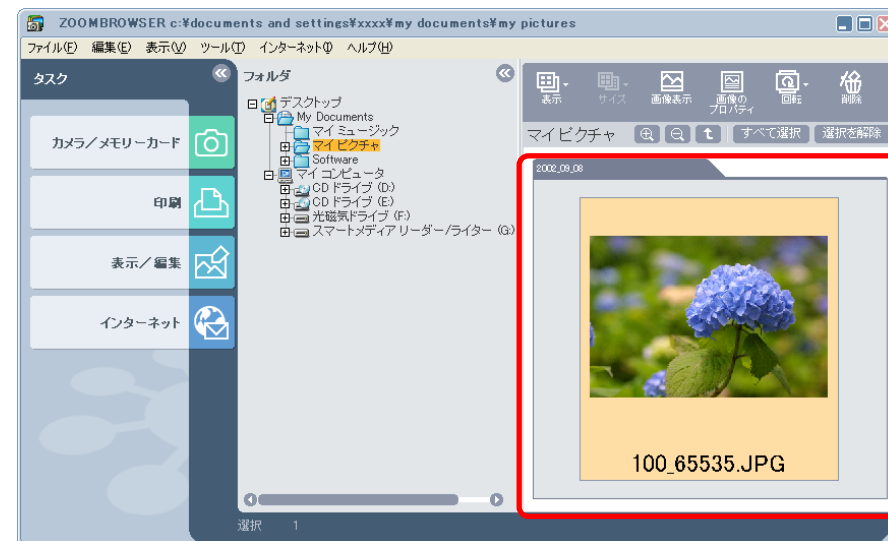 ZOOMBROWSER c:¥documents and settings¥xxxx¥my documents¥my pictures
ファイル(F) 編集(E) 表示(V) ツール(T) インターネット(I) ヘルプ(H)
タスク
カメラ/メモリーカード
印刷
表示/編集
インターネット
フォルダ
デスクトップ
My Documents
マイ ミュージック
マイ ピクチャ
Software
マイ コンピュータ
CD ドライブ (D:)
CD ドライブ (E:)
光磁気ドライブ (F:)
スマートメディア リーダー/ライター (G:)
表示 サイズ 画像表示 画像のプロパティ 回転 削除
マイ ピクチャ すべて選択 選択を解除
2002_09_08
100_65535.JPG
選択 1